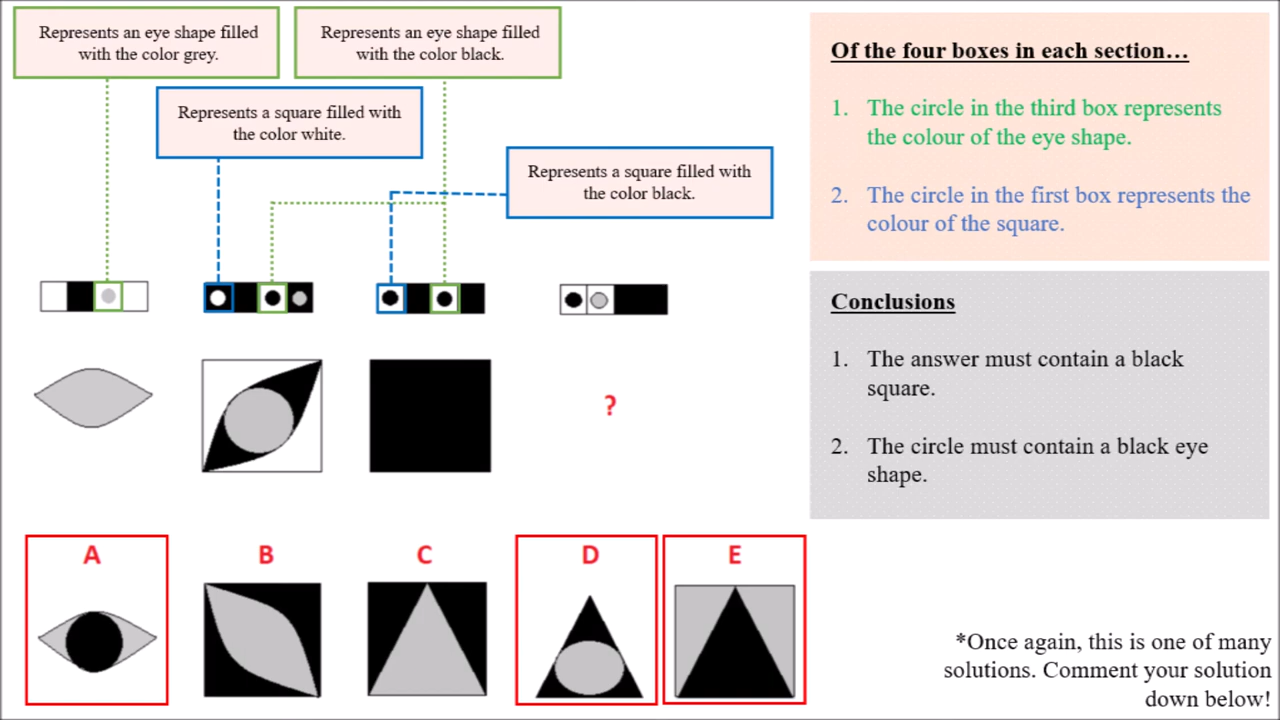 Represents an eye shape filled
with the color grey.
Represents an eye shape filled
with the color black.
Represents a square filled with
the color white.
Represents a square filled with
the color black.
?
A
B
C
D
E
Of the four boxes in each section…
1. The circle in the third box represents
the colour of the eye shape.
2. The circle in the first box represents the
colour of the square.
Conclusions
1. The answer must contain a black
square.
2. The circle must contain a black eye
shape.
*Once again, this is one of many
solutions. Comment your solution
down below!